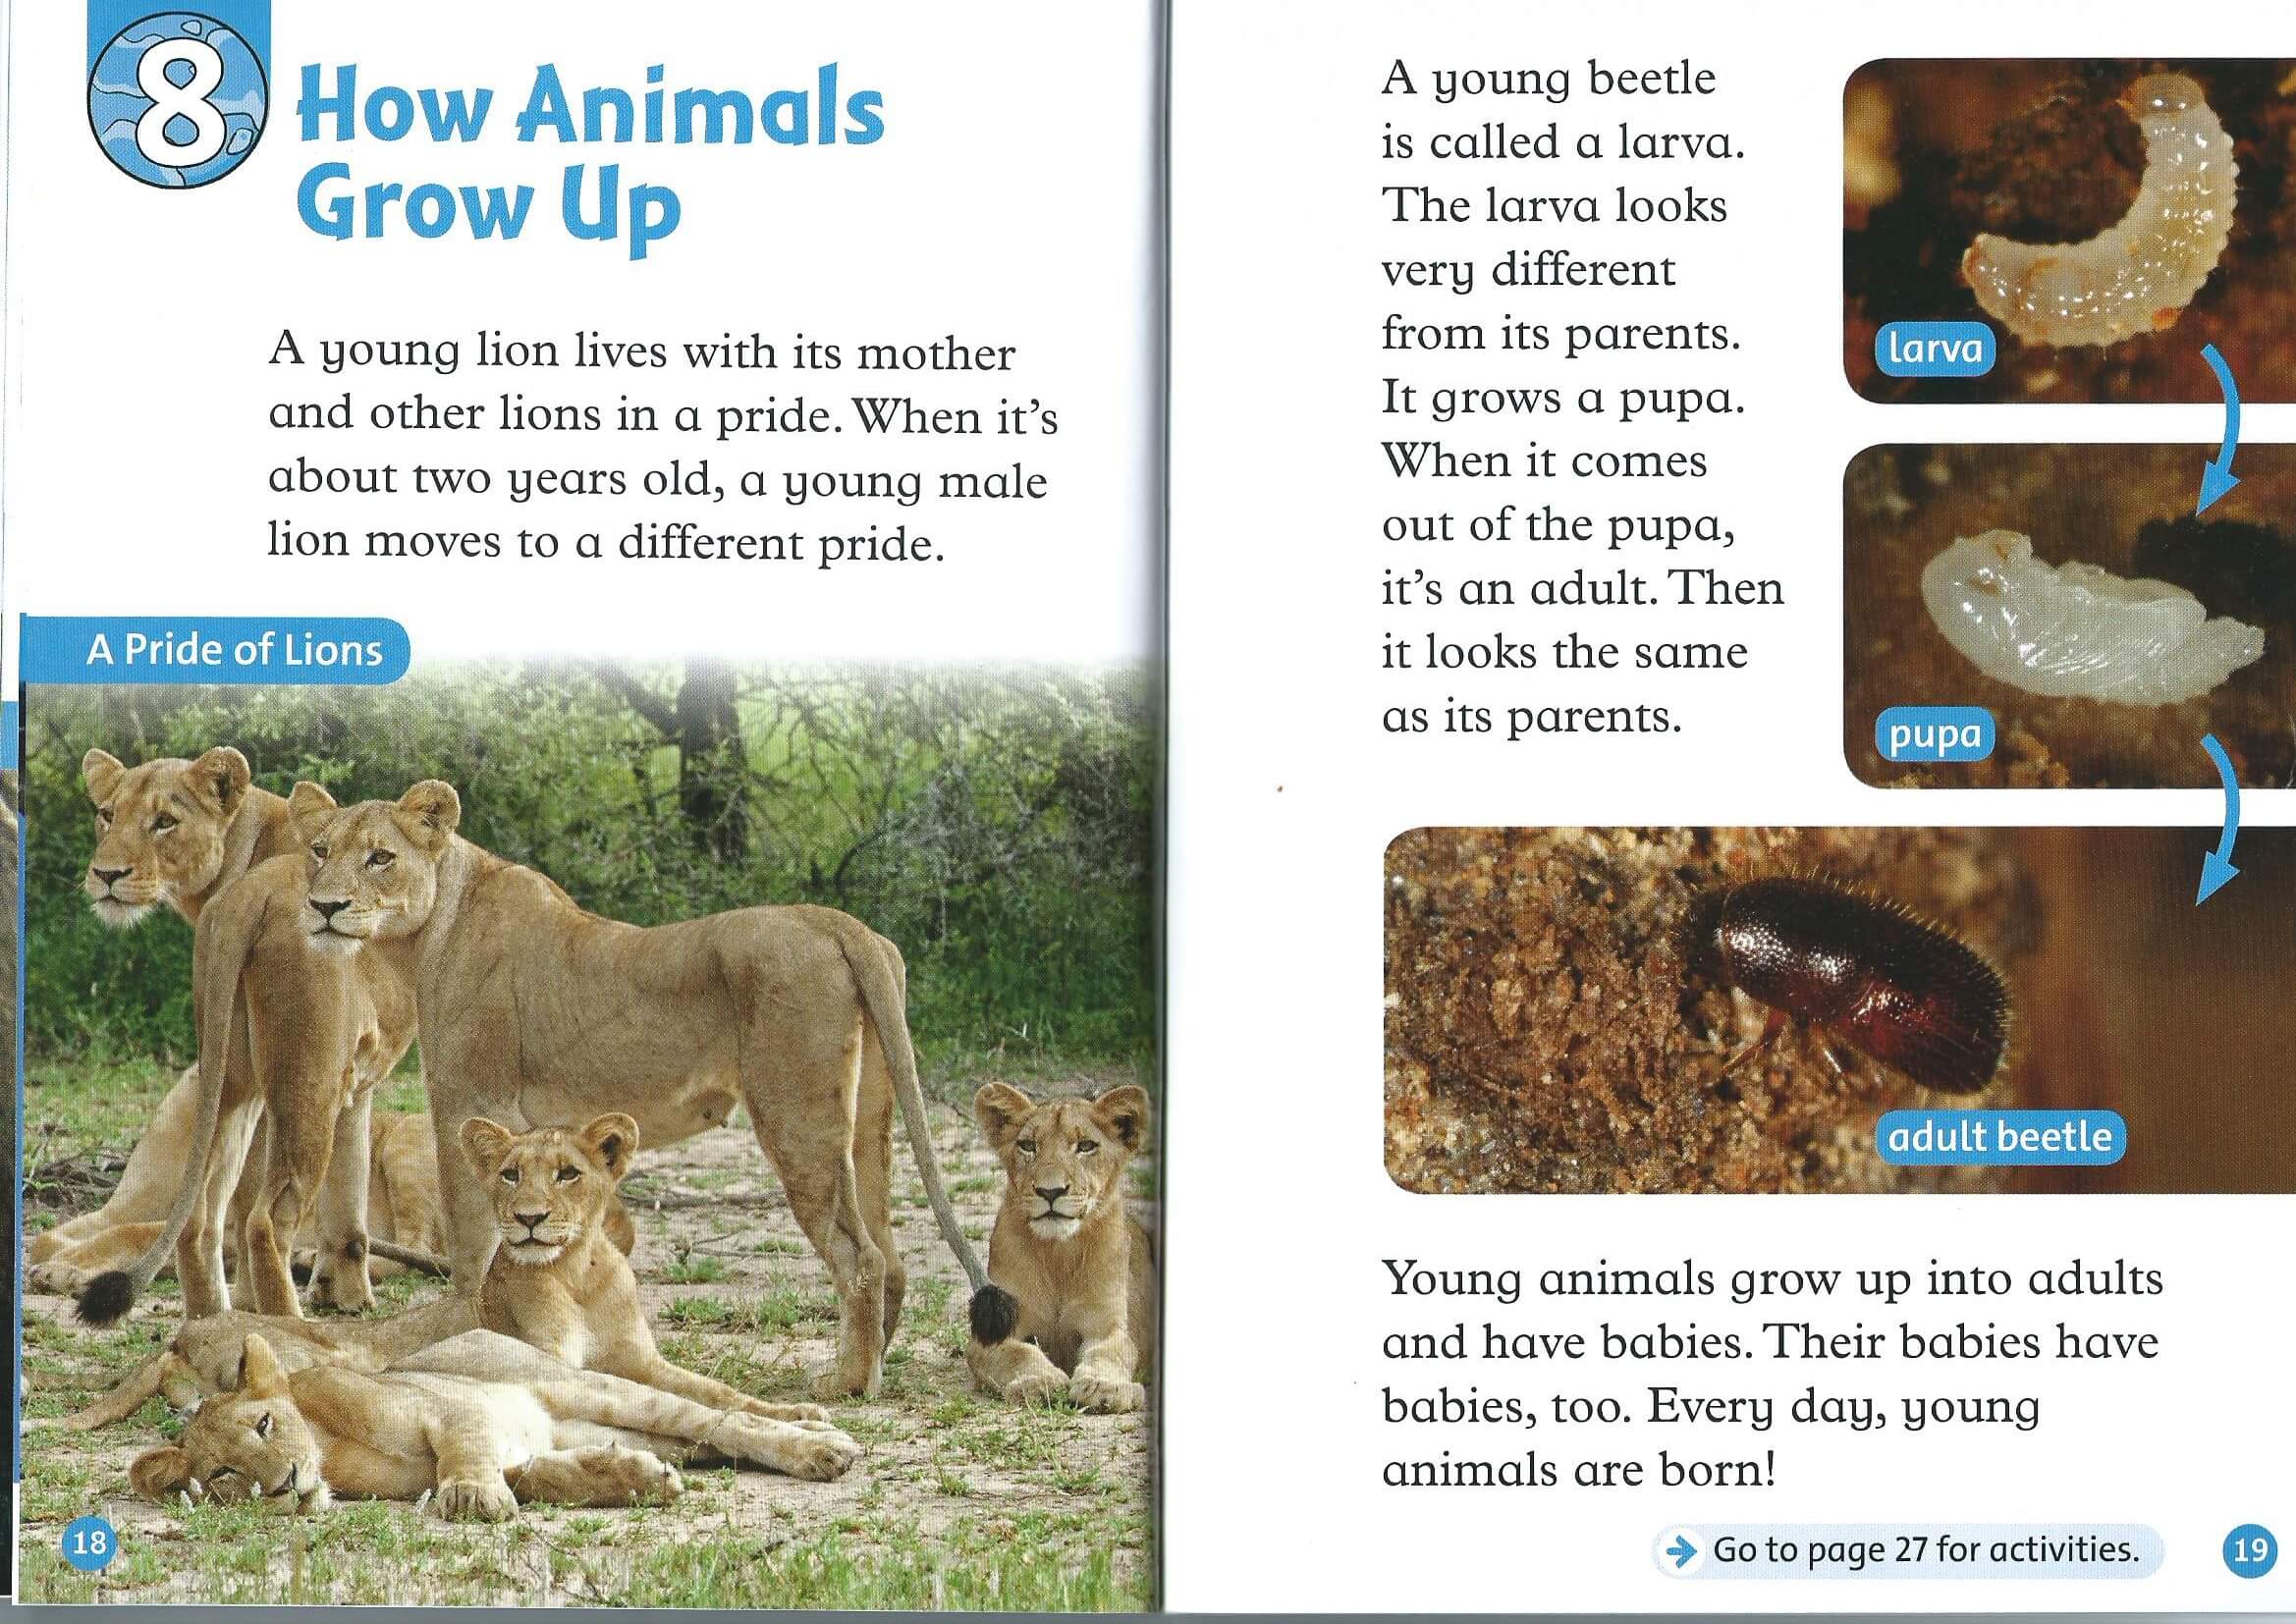 8
How Animals
Grow Up
A young lion lives with its mother
and other lions in a pride. When it's
about two years old, a young male
lion moves to a different pride.
A Pride of Lions
18
A young beetle
is called a larva.
The larva looks
very different
from its parents.
It grows a pupa.
When it comes
out of the pupa,
it's an adult. Then
it looks the same
as its parents.
larva
pupa
adult beetle
Young animals grow up into adults
and have babies. Their babies have
babies, too. Every day, young
animals are born!
Go to page 27 for activities.
19